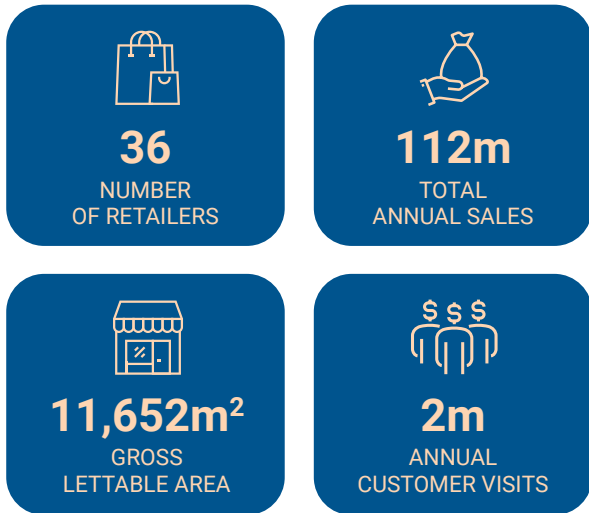 36
NUMBER
OF RETAILERS
112m
TOTAL
ANNUAL SALES
11,652m²
GROSS
LETTABLE AREA
$ $ $
2m
ANNUAL
CUSTOMER VISITS